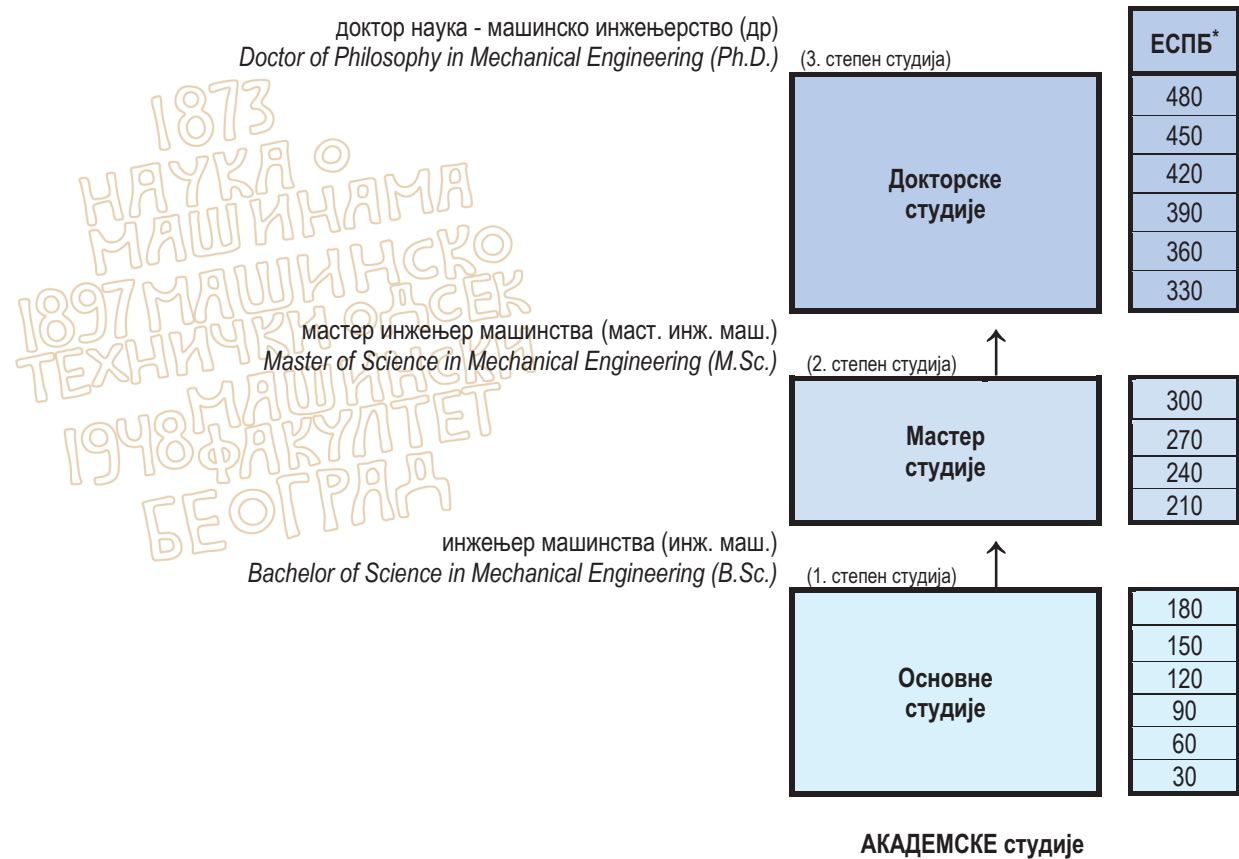 доктор наука - машинско инжењерство (др)
Doctor of Philosophy in Mechanical Engineering (Ph.D.)
(3. степен студија)
ЕСПБ*
480
450
420
390
360
330
Докторске
студије
1873
НАУКА О
МАШИНАМА
1897 МАШИНСКО
ТЕХНИЧКИ ОДСЕК
1948 МАШИНСКИ
ФАКУЛТЕТ
БЕОГРАД
мастер инжењер машинства (маст. инж. маш.)
Master of Science in Mechanical Engineering (M.Sc.)
(2. степен студија)
Мастер
студије
300
270
240
210
инжењер машинства (инж. маш.)
Bachelor of Science in Mechanical Engineering (B.Sc.)
(1. степен студија)
Основне
студије
180
150
120
90
60
30
АКАДЕМСКЕ студије